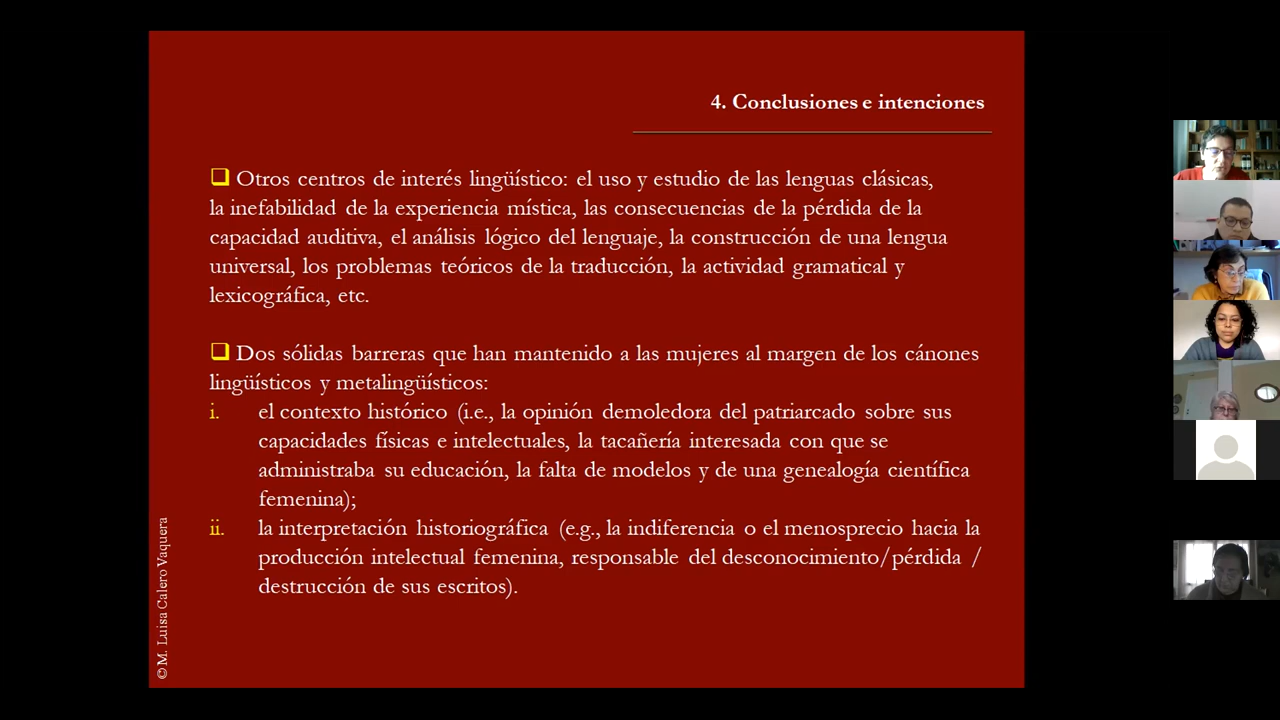 4. Conclusiones e intenciones
❑ Otros centros de interés lingüístico: el uso y estudio de las lenguas clásicas,
la inefabilidad de la experiencia mística, las consecuencias de la pérdida de la
capacidad auditiva, el análisis lógico del lenguaje, la construcción de una lengua
universal, los problemas teóricos de la traducción, la actividad gramatical y
lexicográfica, etc.
❑ Dos sólidas barreras que han mantenido a las mujeres al margen de los cánones
lingüísticos y metalingüísticos:
i. el contexto histórico (i.e., la opinión demoledora del patriarcado sobre sus
capacidades físicas e intelectuales, la tacañería interesada con que se
administraba su educación, la falta de modelos y de una genealogía científica
femenina);
ii. la interpretación historiográfica (e.g., la indiferencia o el menosprecio hacia la
producción intelectual femenina, responsable del desconocimiento/pérdida /
destrucción de sus escritos).
©M. Luisa Calero Vaquera